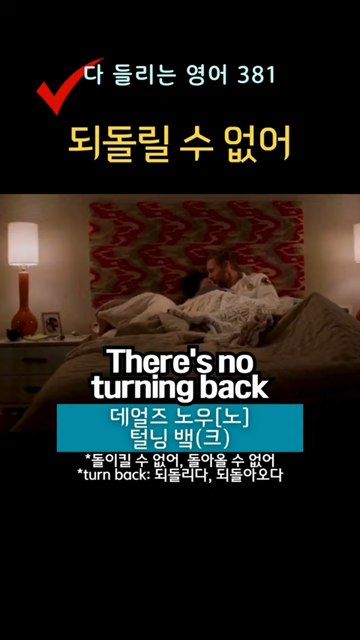 다 들리는 영어 381
되돌릴 수 없어
There's no
turning back
데얼즈 노우[노]
털닝 뱈(크)
*돌이킬 수 없어, 돌아올 수 없어
*turn back: 되돌리다, 되돌아오다